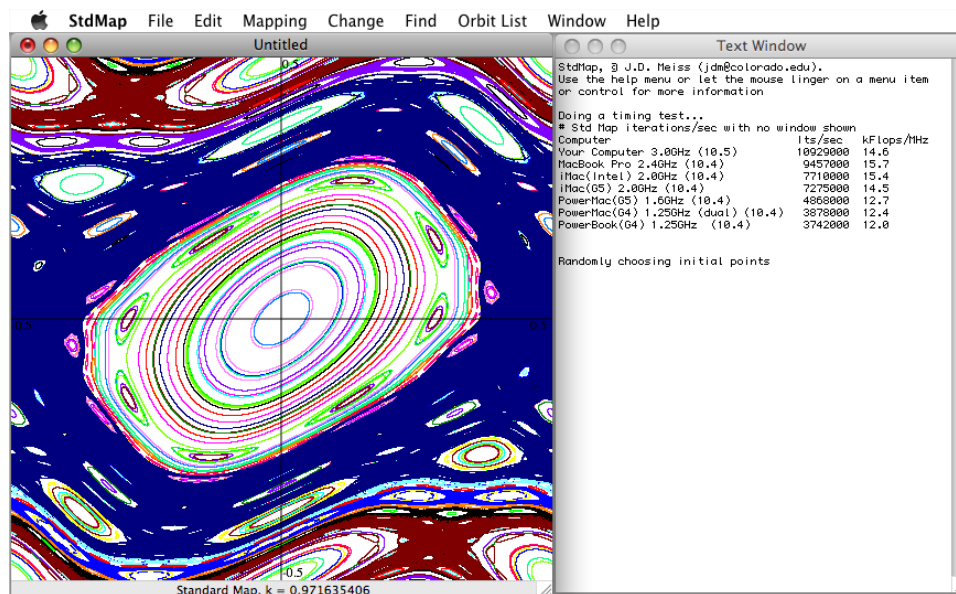 StdMap File Edit Mapping Change Find Orbit List Window Help
Untitled
0.5
0.5
0.5
-0.5
Standard Map, k = 0.971635406
Text Window
StdMap, © J.D. Meiss (jdm@colorado.edu).
Use the help menu or let the mouse linger on a menu item
or control for more information
Doing a timing test...
# Std Map iterations/sec with no window shown
Computer Its/sec kFlops/MHz
Your Computer 3.0GHz (10.5) 10929000 14.6
MacBook Pro 2.4GHz (10.4) 9457000 15.7
iMac(Intel) 2.0GHz (10.4) 7710000 15.4
iMac(G5) 2.0GHz (10.4) 7275000 14.5
PowerMac(G5) 1.6GHz (10.4) 4868000 12.7
PowerMac(G4) 1.25GHz (dual) (10.4) 3878000 12.4
PowerBook(G4) 1.25GHz (10.4) 3742000 12.0
Randomly choosing initial points